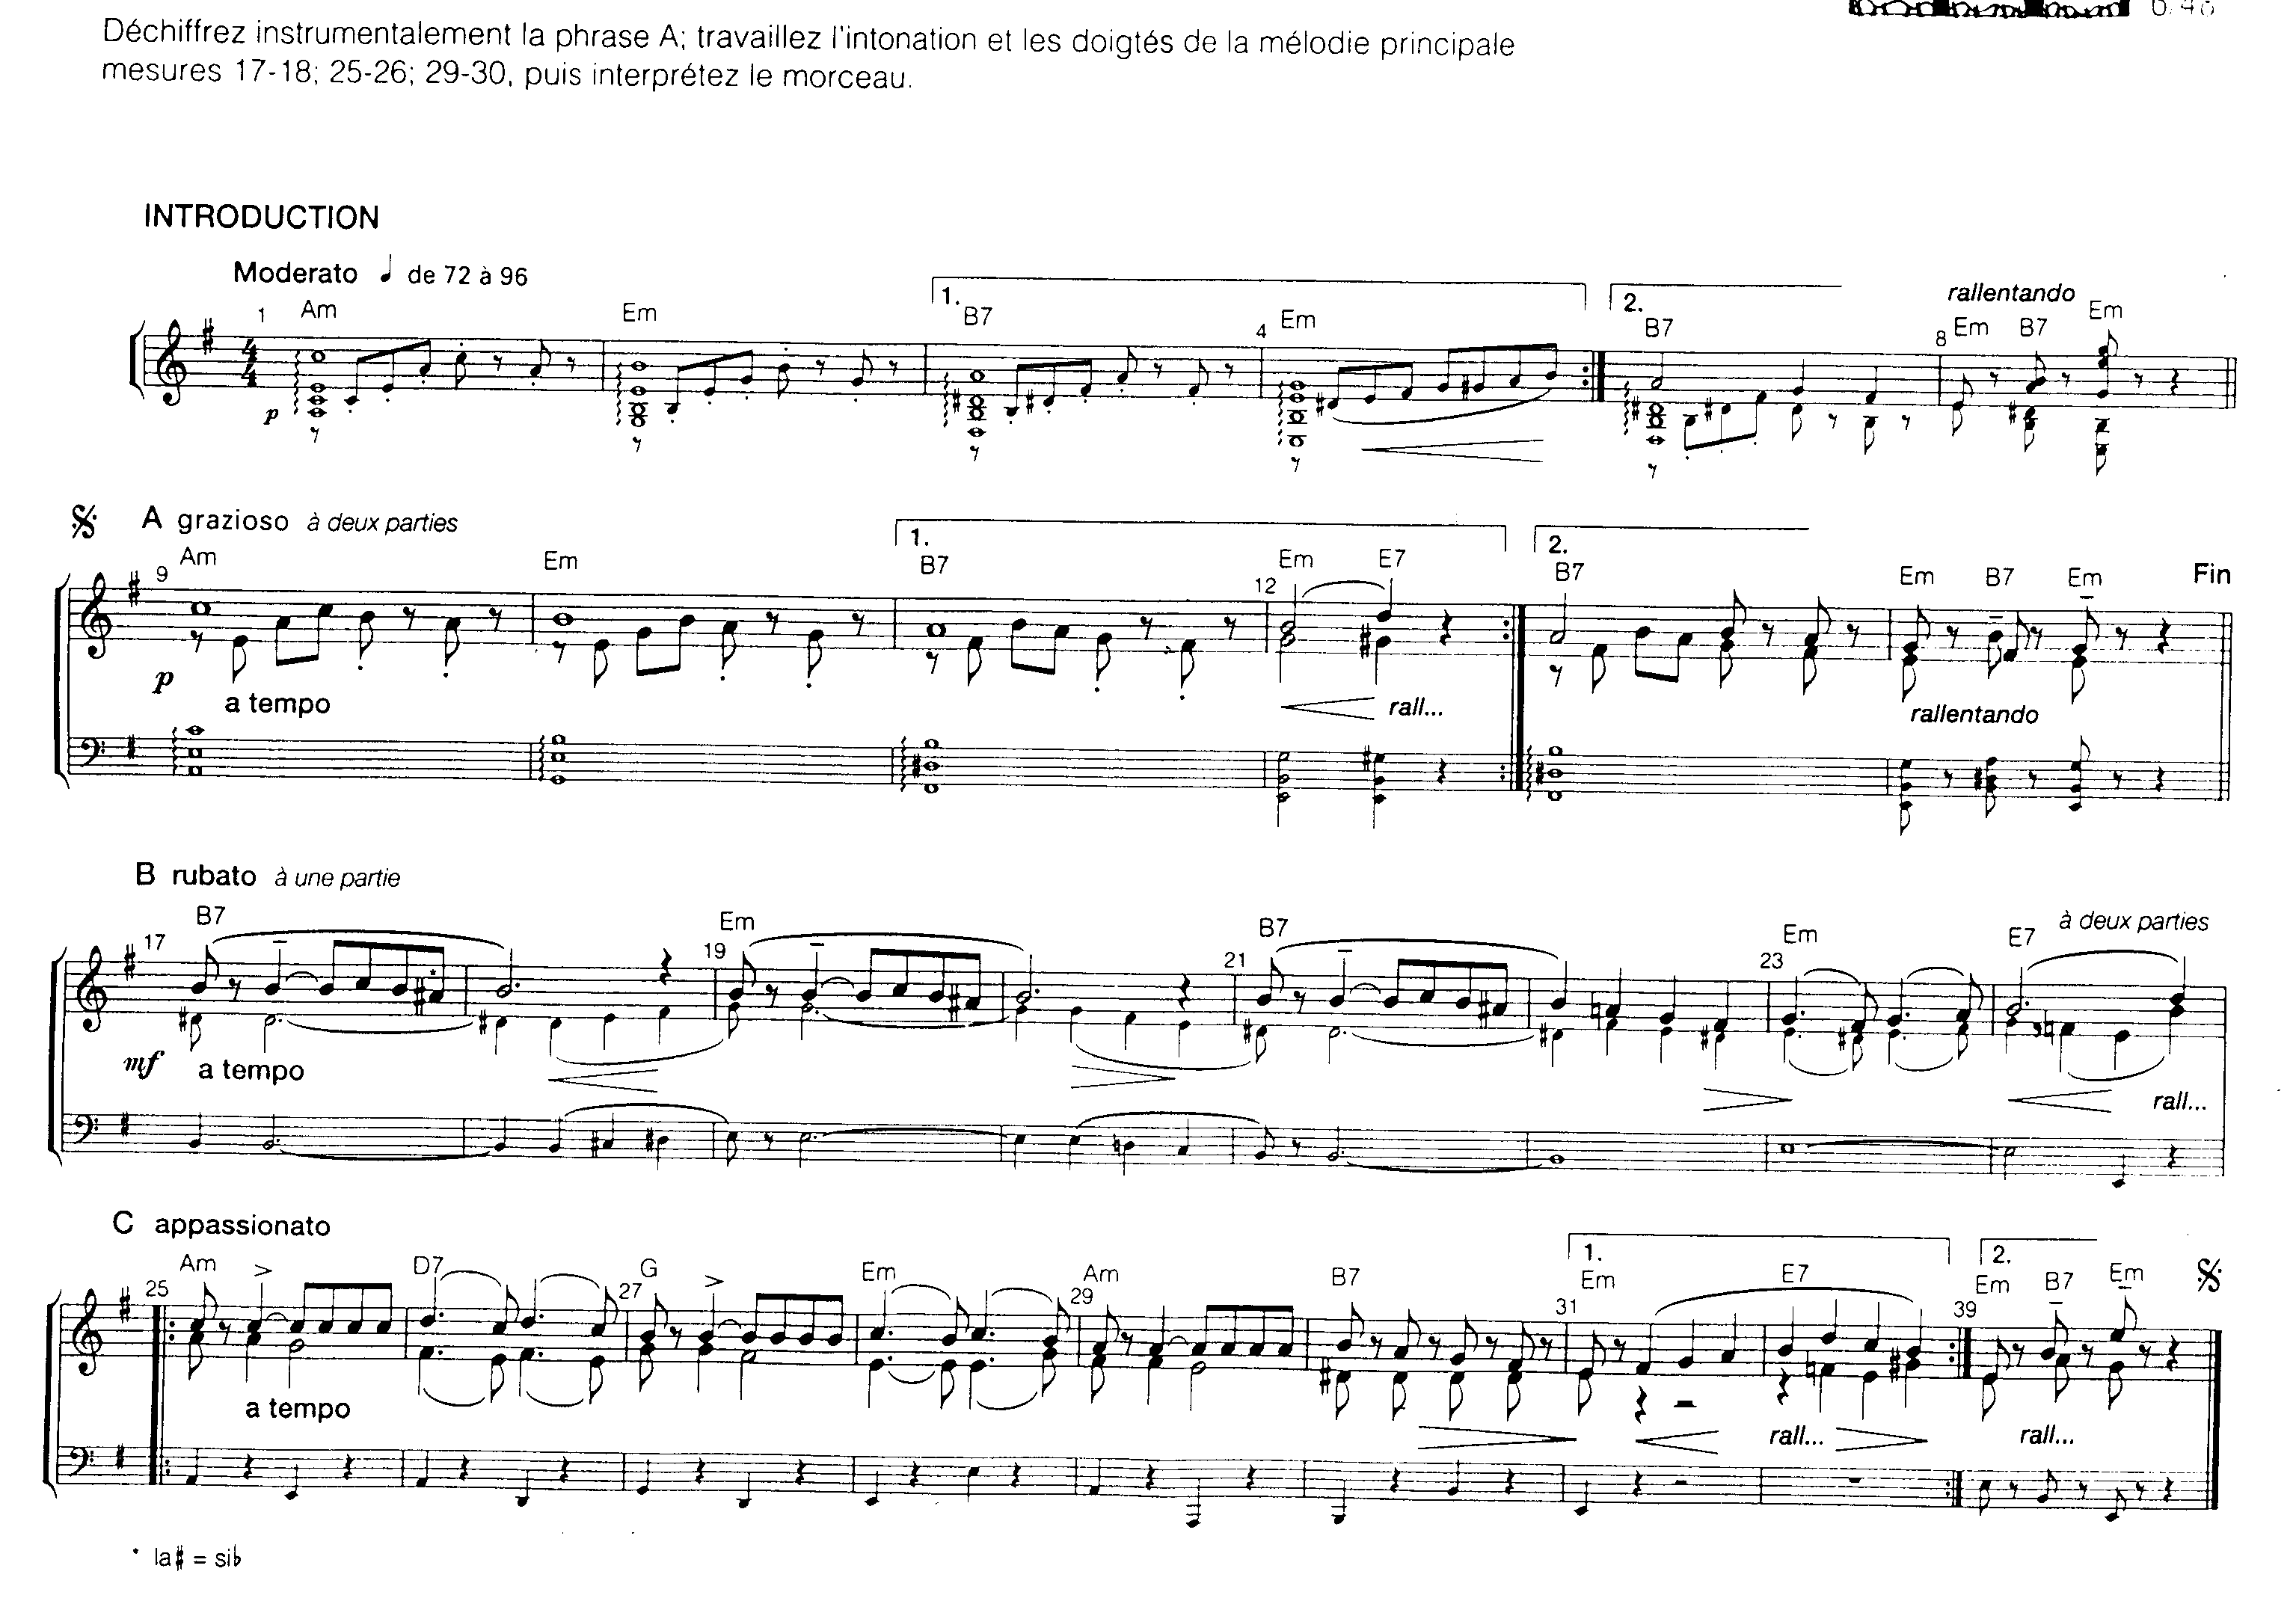 Déchiffrez instrumentalement la phrase A; travaillez l'intonation et les doigtés de la mélodie principale
mesures 17-18; 25-26; 29-30, puis interprétez le morceau.
INTRODUCTION
Moderato ♩ de 72 à 96
1. 2. rallentando
1 Am Em B7 4 Em B7 8 Em B7 Em
4
4
p
A grazioso à deux parties
1. 2.
9 Am Em B7 12 Em E7 B7 Em B7 Em Fin
p a tempo rall... rallentando
B rubato à une partie
17 B7 19 Em 21 B7 23 Em E7 à deux parties
mf a tempo rall...
C appassionato
1. 2.
25 Am D7 27 G Em 29 Am B7 31 Em E7 39 Em B7 Em
a tempo rall... rall...
* la♯ = si♭